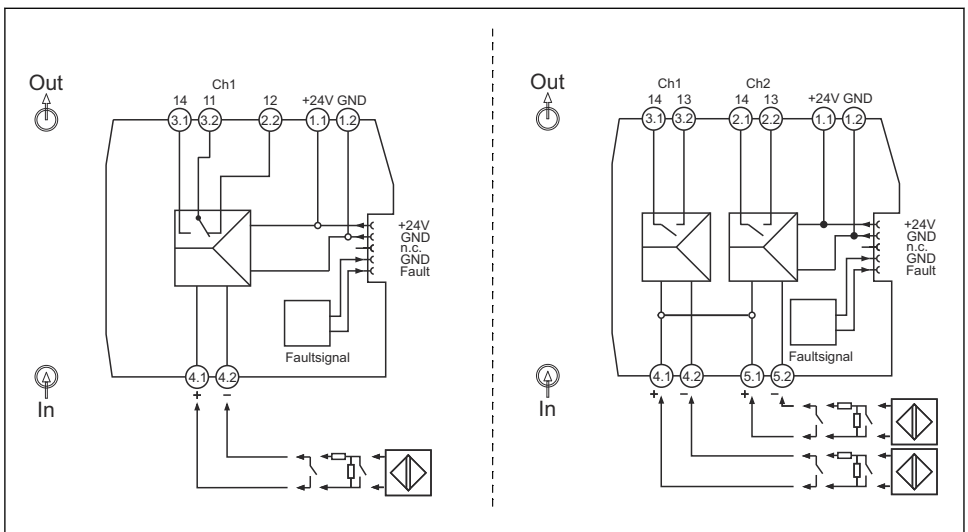 Out
Ch1
14 11 12 +24V GND
3.1 3.2 2.2 1.1 1.2
+24V
GND
n.c.
GND
Fault
Faultsignal
4.1 4.2
+ –
In
Out
Ch1 Ch2
14 13 14 13 +24V GND
3.1 3.2 2.1 2.2 1.1 1.2
+24V
GND
n.c.
GND
Fault
Faultsignal
4.1 4.2 5.1 5.2
+ – + –
In